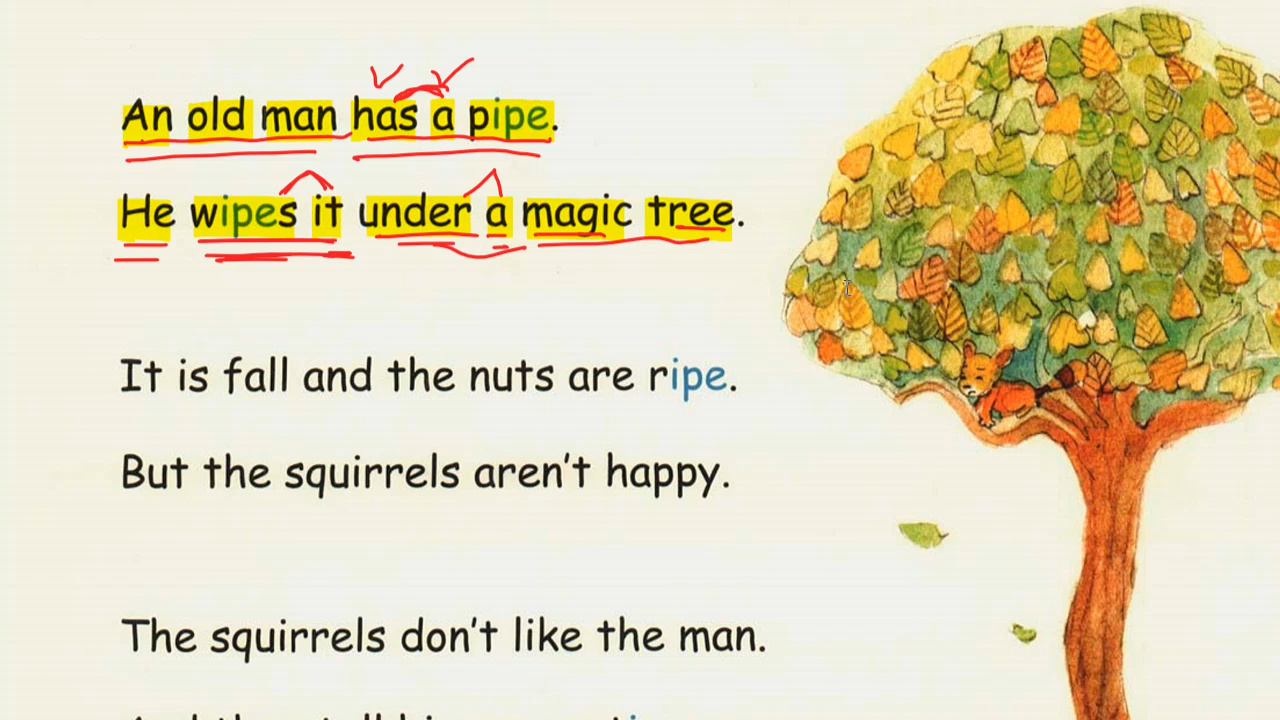 An old man has a pipe.
He wipes it under a magic tree.
It is fall and the nuts are ripe.
But the squirrels aren't happy.
The squirrels don't like the man.